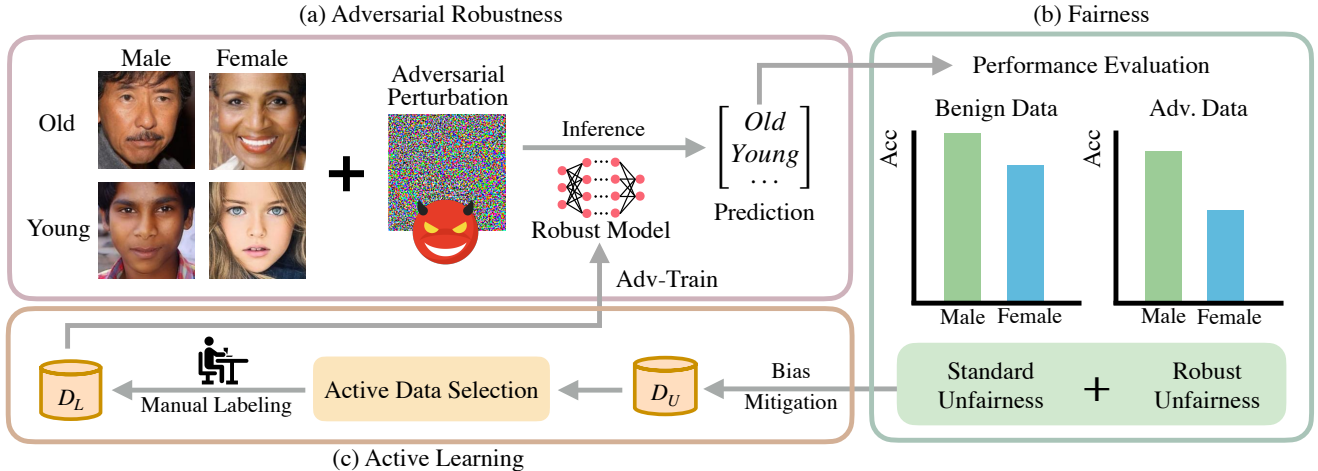 (a) Adversarial Robustness
Male
Female
Old
Young
Adversarial
Perturbation
Inference
Robust Model
Old
Young
...
Prediction
Adv-Train
(b) Fairness
Performance Evaluation
Benign Data
Acc
Male
Female
Adv. Data
Acc
Male
Female
Standard
Unfairness
+
Robust
Unfairness
Bias
Mitigation
D_U
Active Data Selection
Manual Labeling
D_L
(c) Active Learning